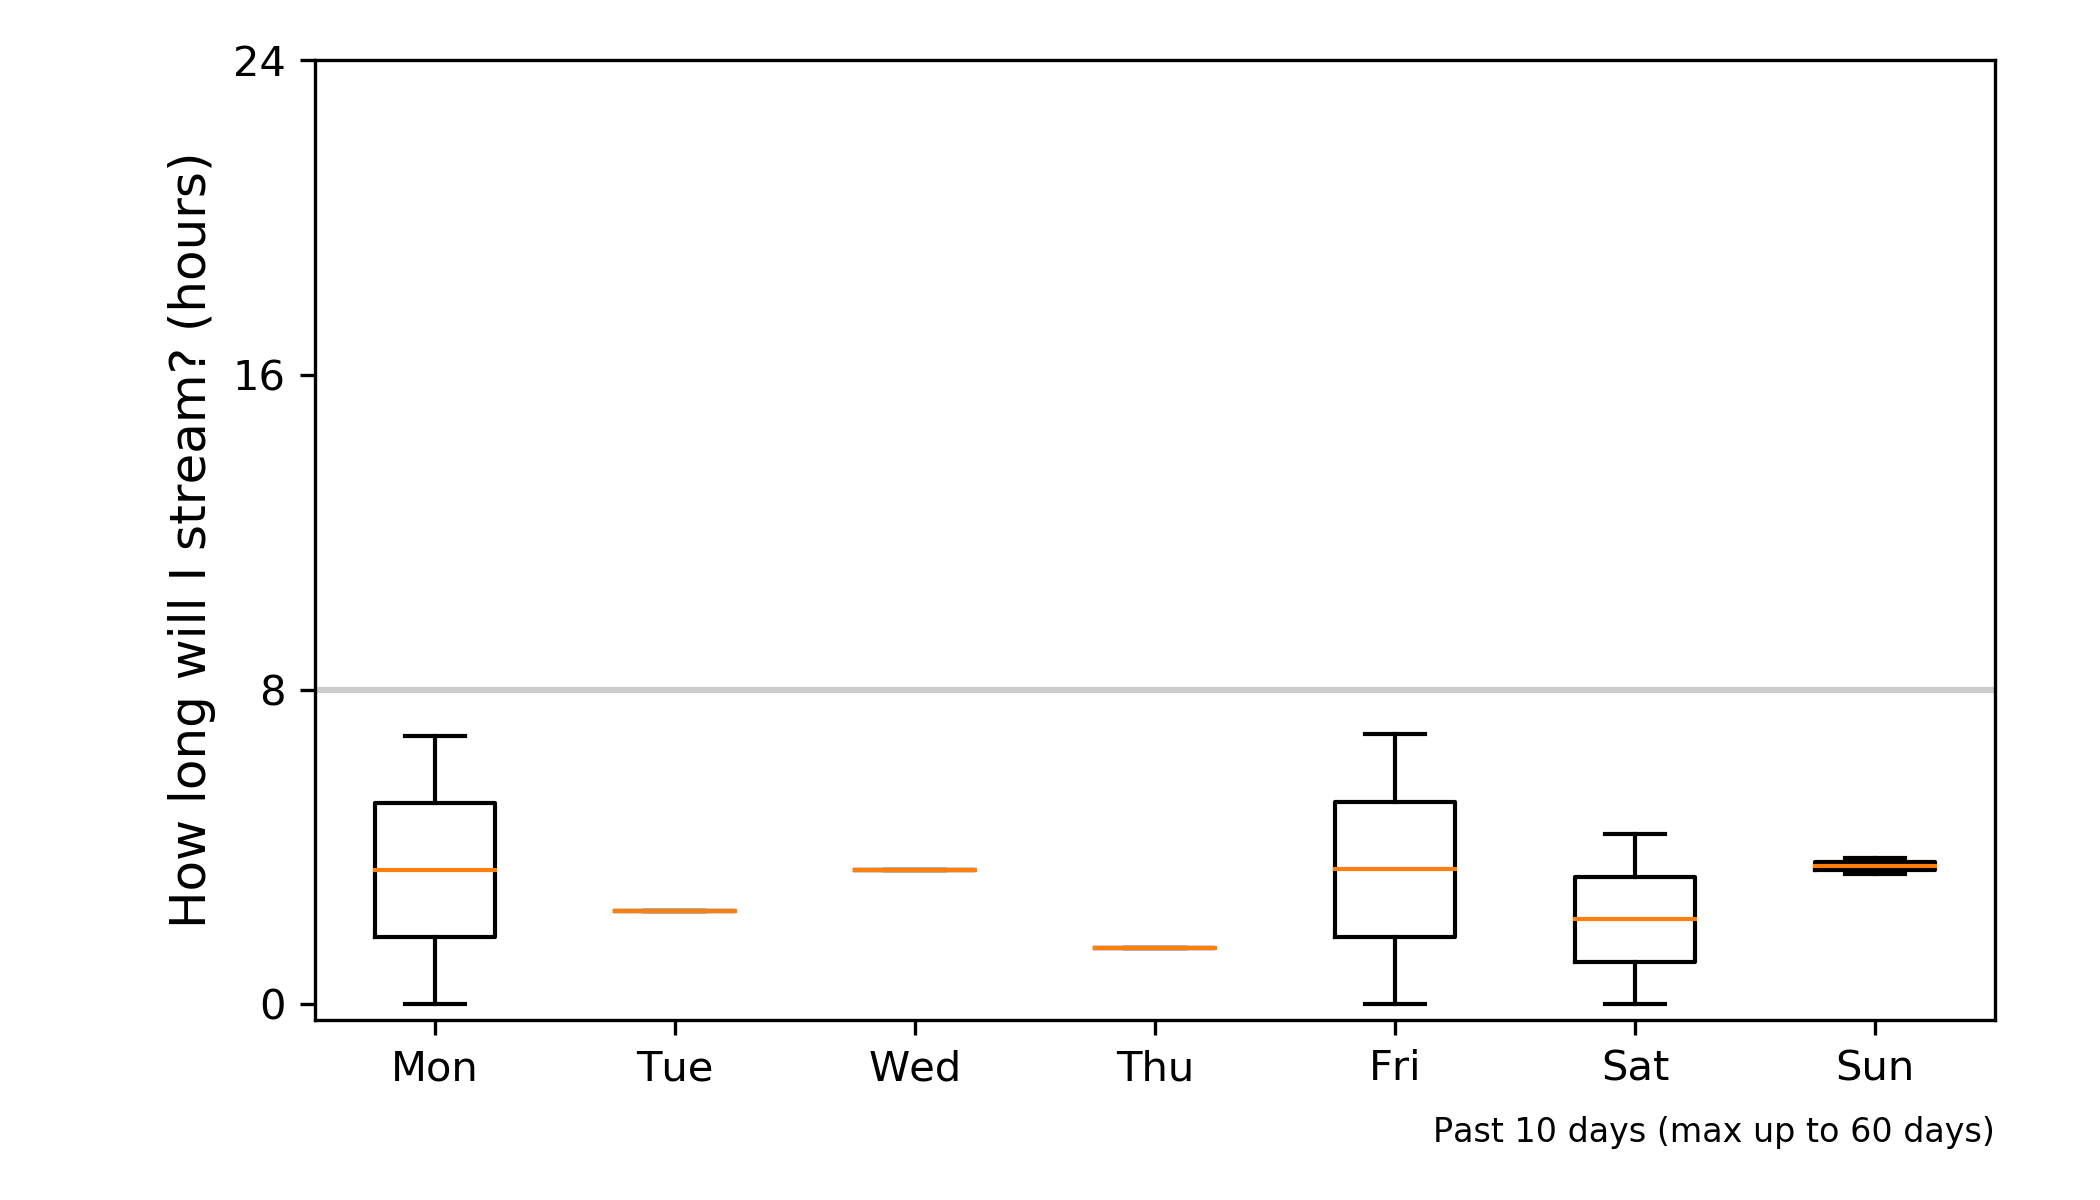 How long will I stream? (hours)
24
16
8
0
Mon Tue Wed Thu Fri Sat Sun
Past 10 days (max up to 60 days)